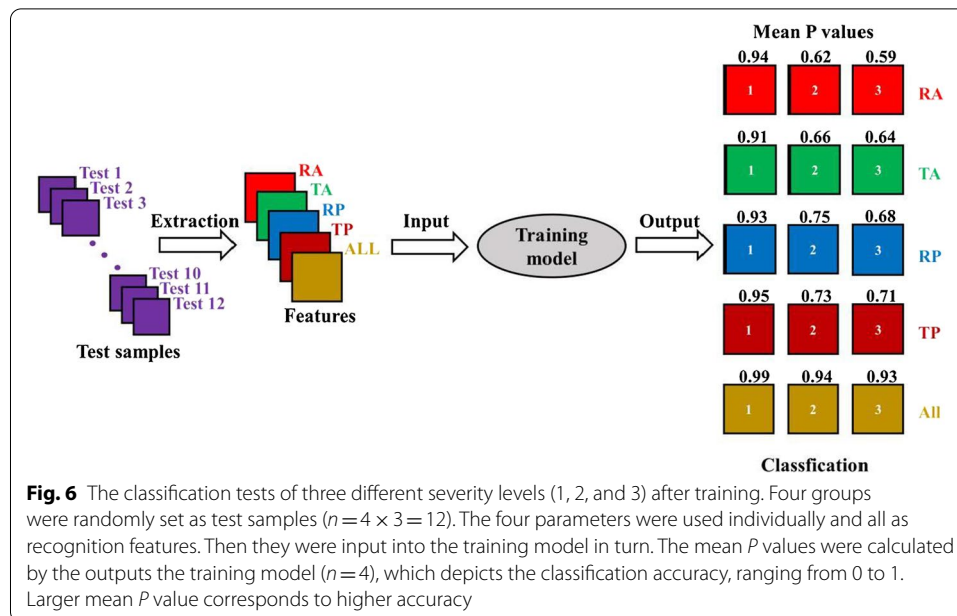 Mean P values
0.94 0.62 0.59
1 2 3 RA
0.91 0.66 0.64
1 2 3 TA
0.93 0.75 0.68
1 2 3 RP
0.95 0.73 0.71
1 2 3 TP
0.99 0.94 0.93
1 2 3 All
Classfication
Test 1
Test 2
Test 3
Test 10
Test 11
Test 12
Test samples
Extraction
RA
TA
RP
TP
ALL
Features
Input
Training
model
Output
Fig. 6 The classification tests of three different severity levels (1, 2, and 3) after training. Four groups
were randomly set as test samples (n = 4 × 3 = 12). The four parameters were used individually and all as
recognition features. Then they were input into the training model in turn. The mean P values were calculated
by the outputs the training model (n = 4), which depicts the classification accuracy, ranging from 0 to 1.
Larger mean P value corresponds to higher accuracy